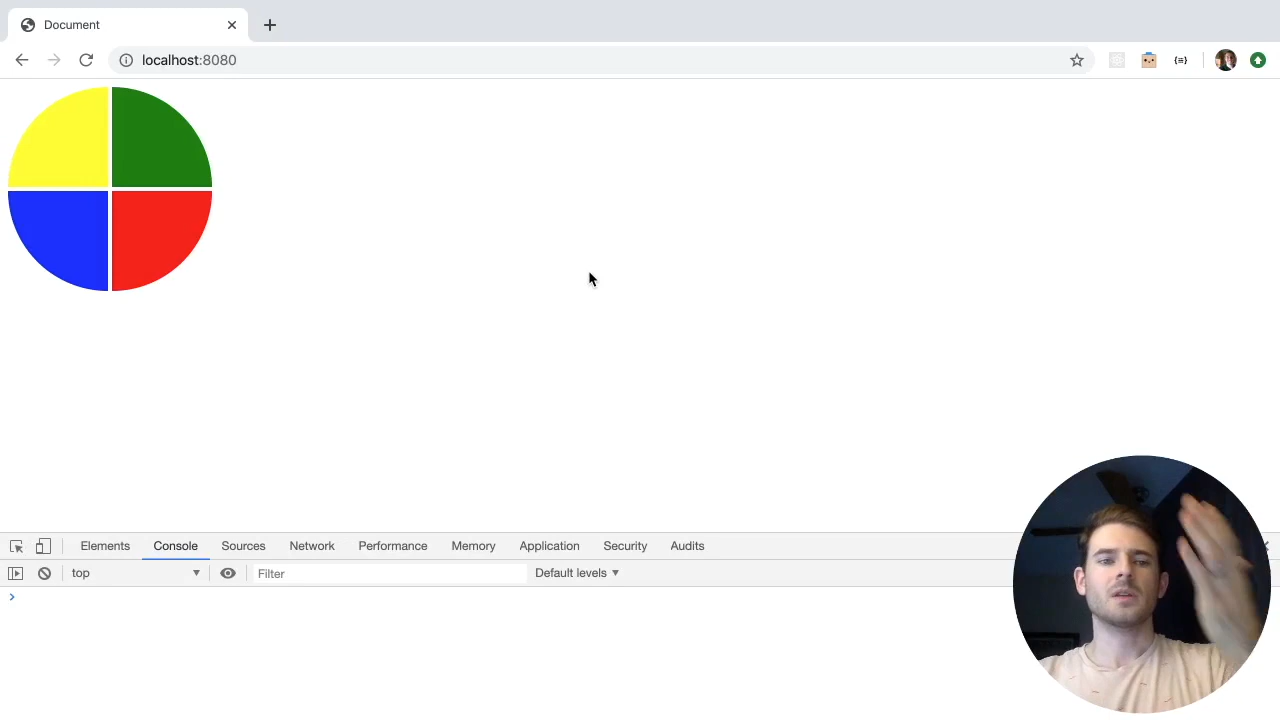 Document
localhost:8080
{=}
Elements Console Sources Network Performance Memory Application Security Audits
top Filter Default levels